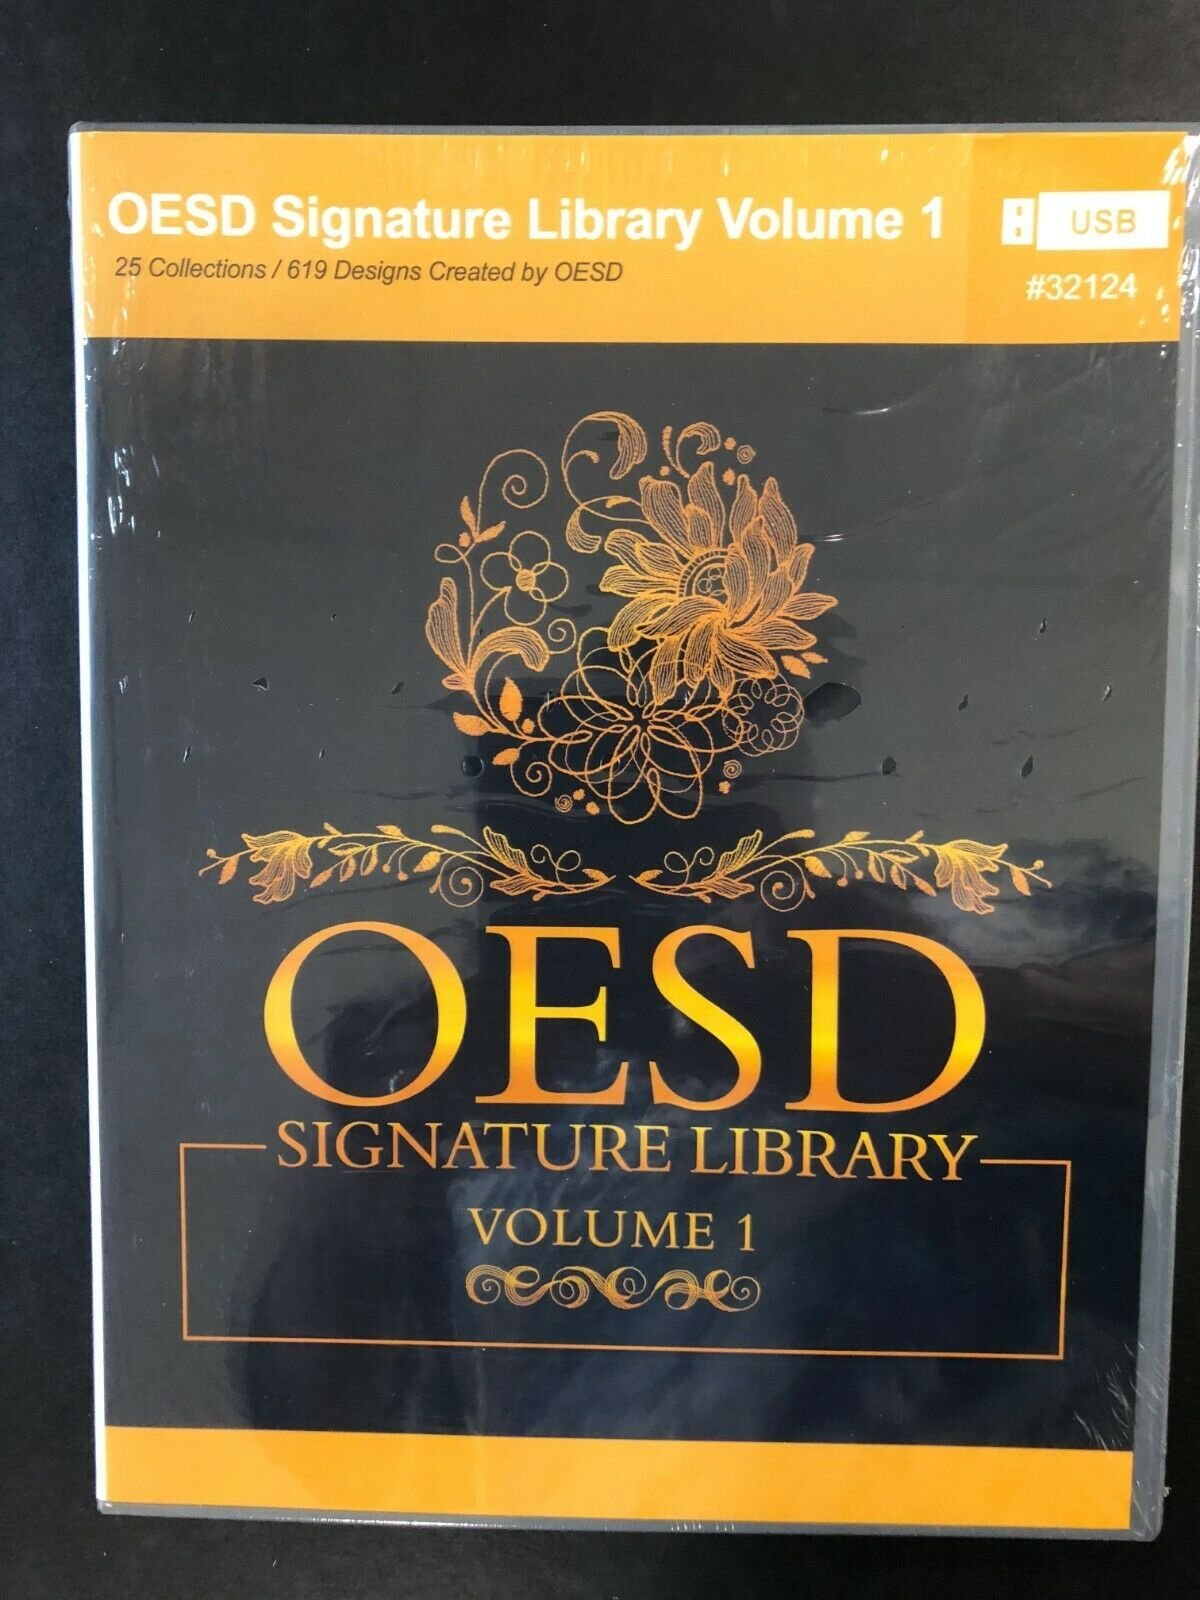 OESD Signature Library Volume 1
USB
25 Collections / 619 Designs Created by OESD
#32124
OESD
SIGNATURE LIBRARY
VOLUME 1